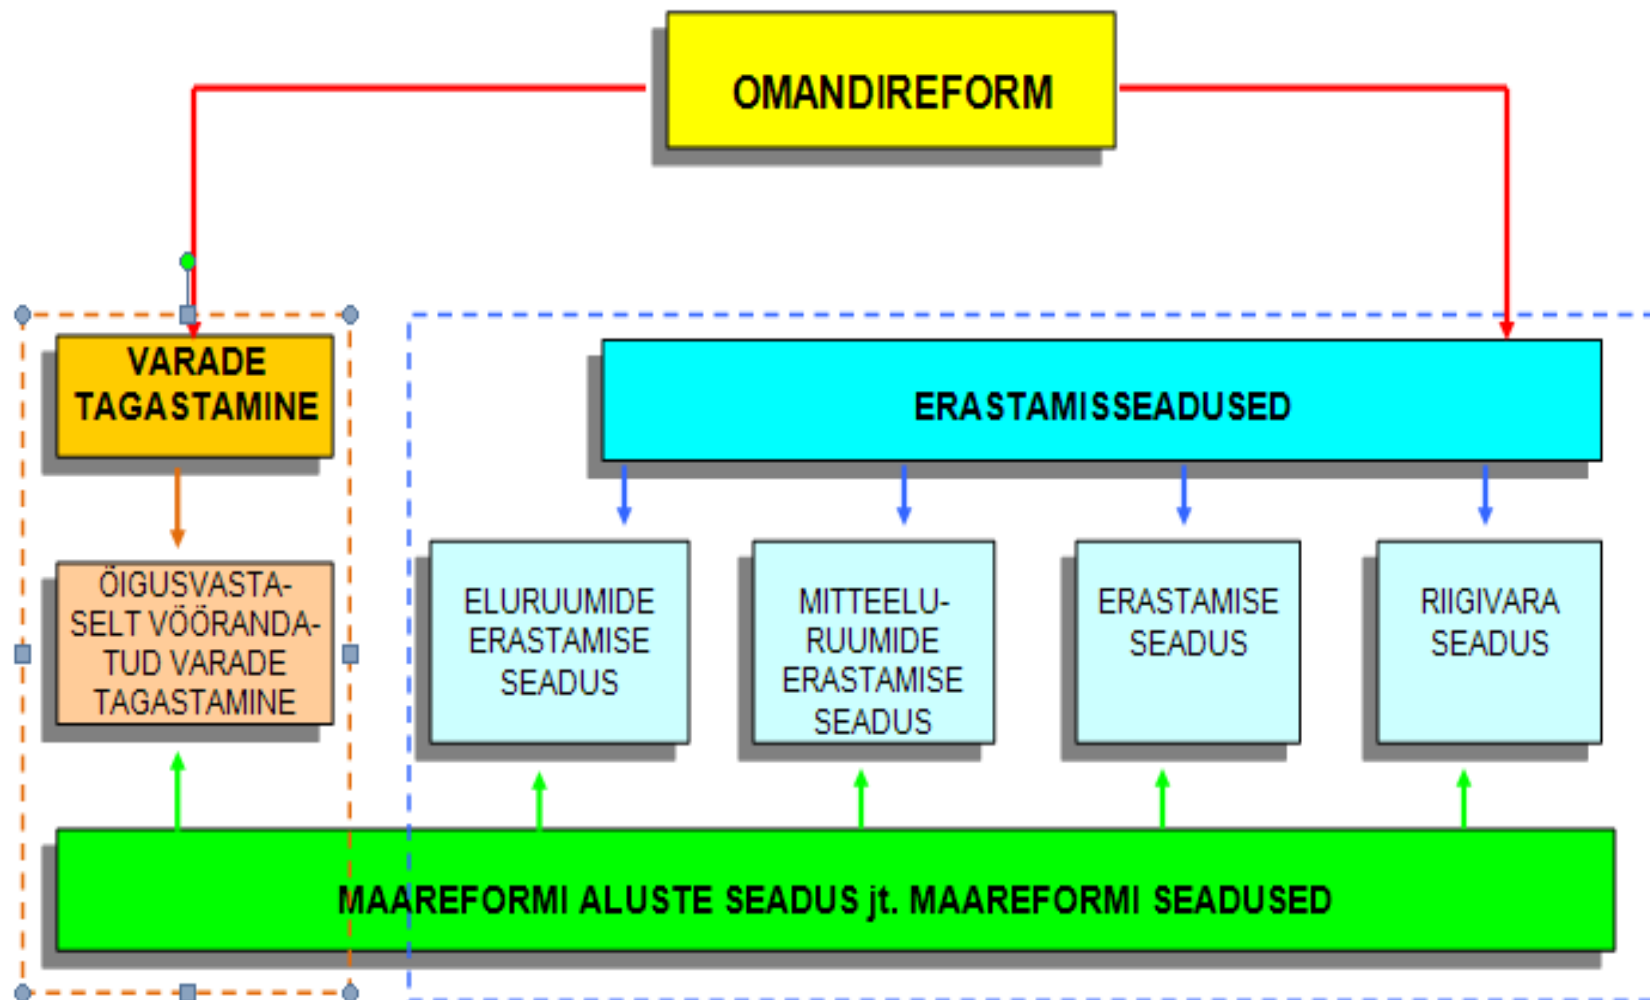 OMANDIREFORM
VARADE
TAGASTAMINE
ERASTAMISSEADUSED
ÕIGUSVASTA-
SELT VÕÕRANDA-
TUD VARADE
TAGASTAMINE
ELURUUMIDE
ERASTAMISE
SEADUS
MITTEELU-
RUUMIDE
ERASTAMISE
SEADUS
ERASTAMISE
SEADUS
RIIGIVARA
SEADUS
MAAREFORMI ALUSTE SEADUS jt. MAAREFORMI SEADUSED